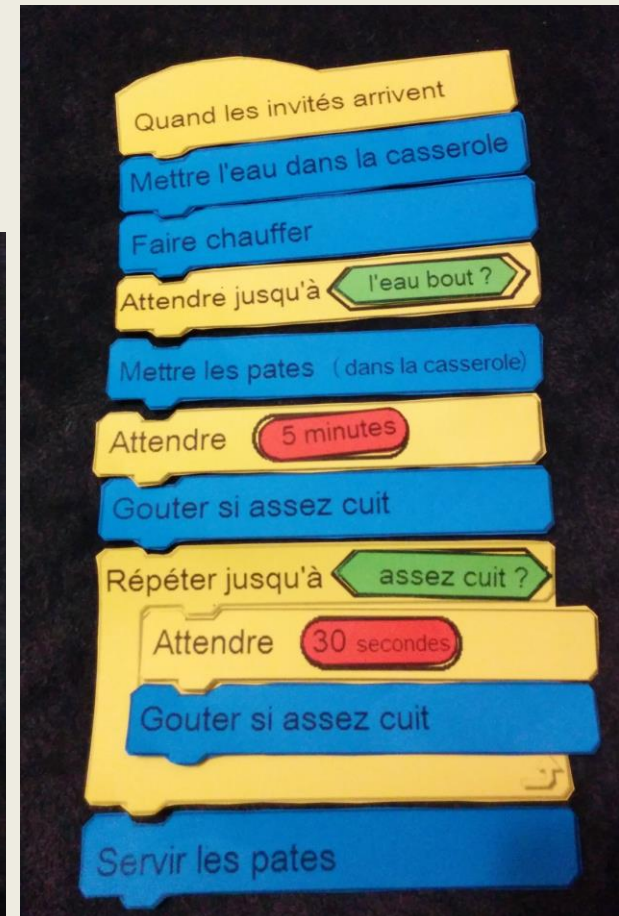 Quand les invités arrivent
Mettre l'eau dans la casserole
Faire chauffer
Attendre jusqu'à l'eau bout ?
Mettre les pates (dans la casserole)
Attendre 5 minutes
Gouter si assez cuit
Répéter jusqu'à assez cuit ?
Attendre 30 secondes
Gouter si assez cuit
Servir les pates